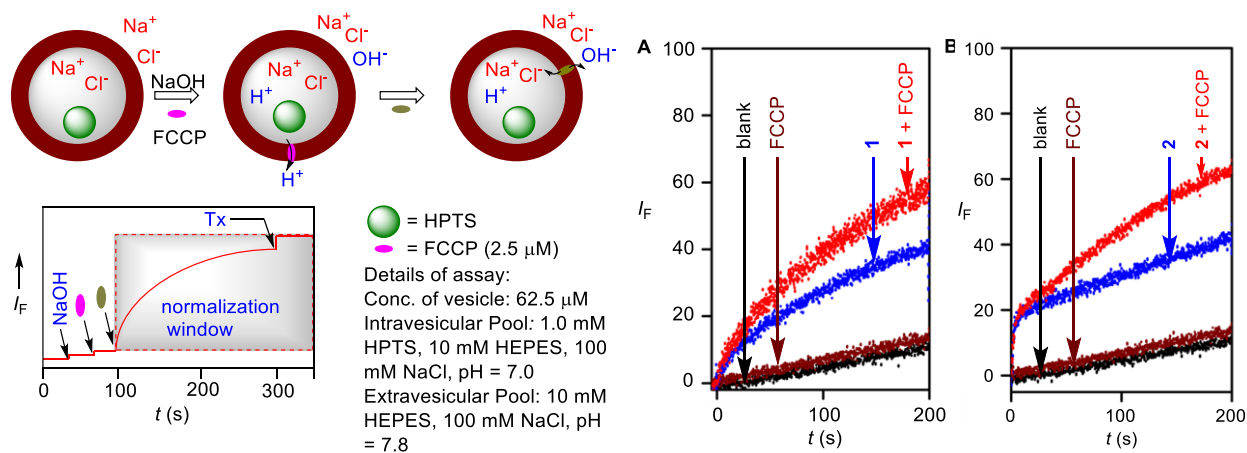 Na⁺
Cl⁻
Na⁺
Cl⁻
NaOH
FCCP
Na⁺
Cl⁻
OH⁻
Na⁺
Cl⁻
H⁺
H⁺
Na⁺
Cl⁻
OH⁻
Na⁺
Cl⁻
H⁺
I_F
NaOH
Tx
normalization
window
0
100
200
300
t (s)
= HPTS
= FCCP (2.5 μM)
Details of assay:
Conc. of vesicle: 62.5 μM
Intravesicular Pool: 1.0 mM
HPTS, 10 mM HEPES, 100
mM NaCl, pH = 7.0
Extravesicular Pool: 10 mM
HEPES, 100 mM NaCl, pH
= 7.8
A
100
80
60
I_F
40
20
0
blank
FCCP
1
1 + FCCP
0
100
200
t (s)
B
100
80
60
I_F
40
20
0
blank
FCCP
2
2 + FCCP
0
100
200
t (s)